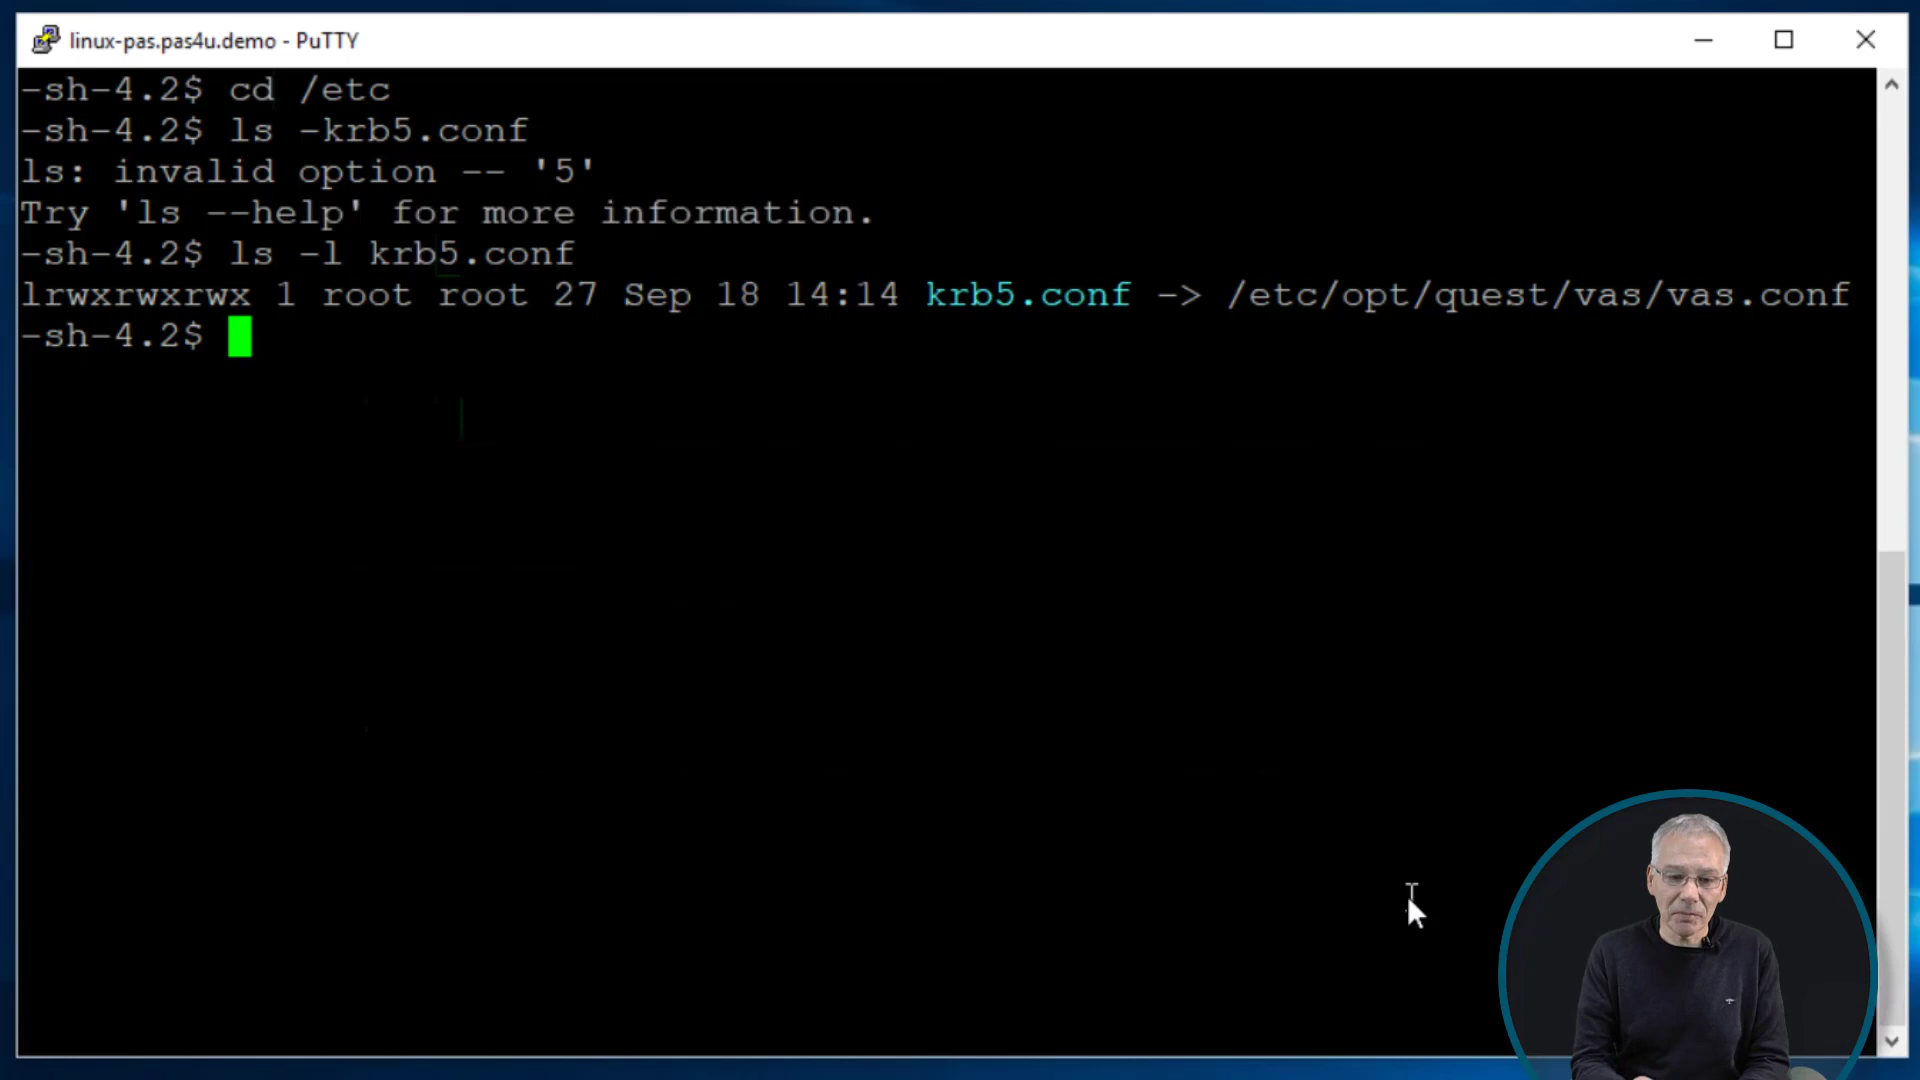 linux-pas.pas4u.demo - PuTTY
-sh-4.2$ cd /etc
-sh-4.2$ ls -krb5.conf
ls: invalid option -- '5'
Try 'ls --help' for more information.
-sh-4.2$ ls -l krb5.conf
lrwxrwxrwx 1 root root 27 Sep 18 14:14 krb5.conf -> /etc/opt/quest/vas/vas.conf
-sh-4.2$